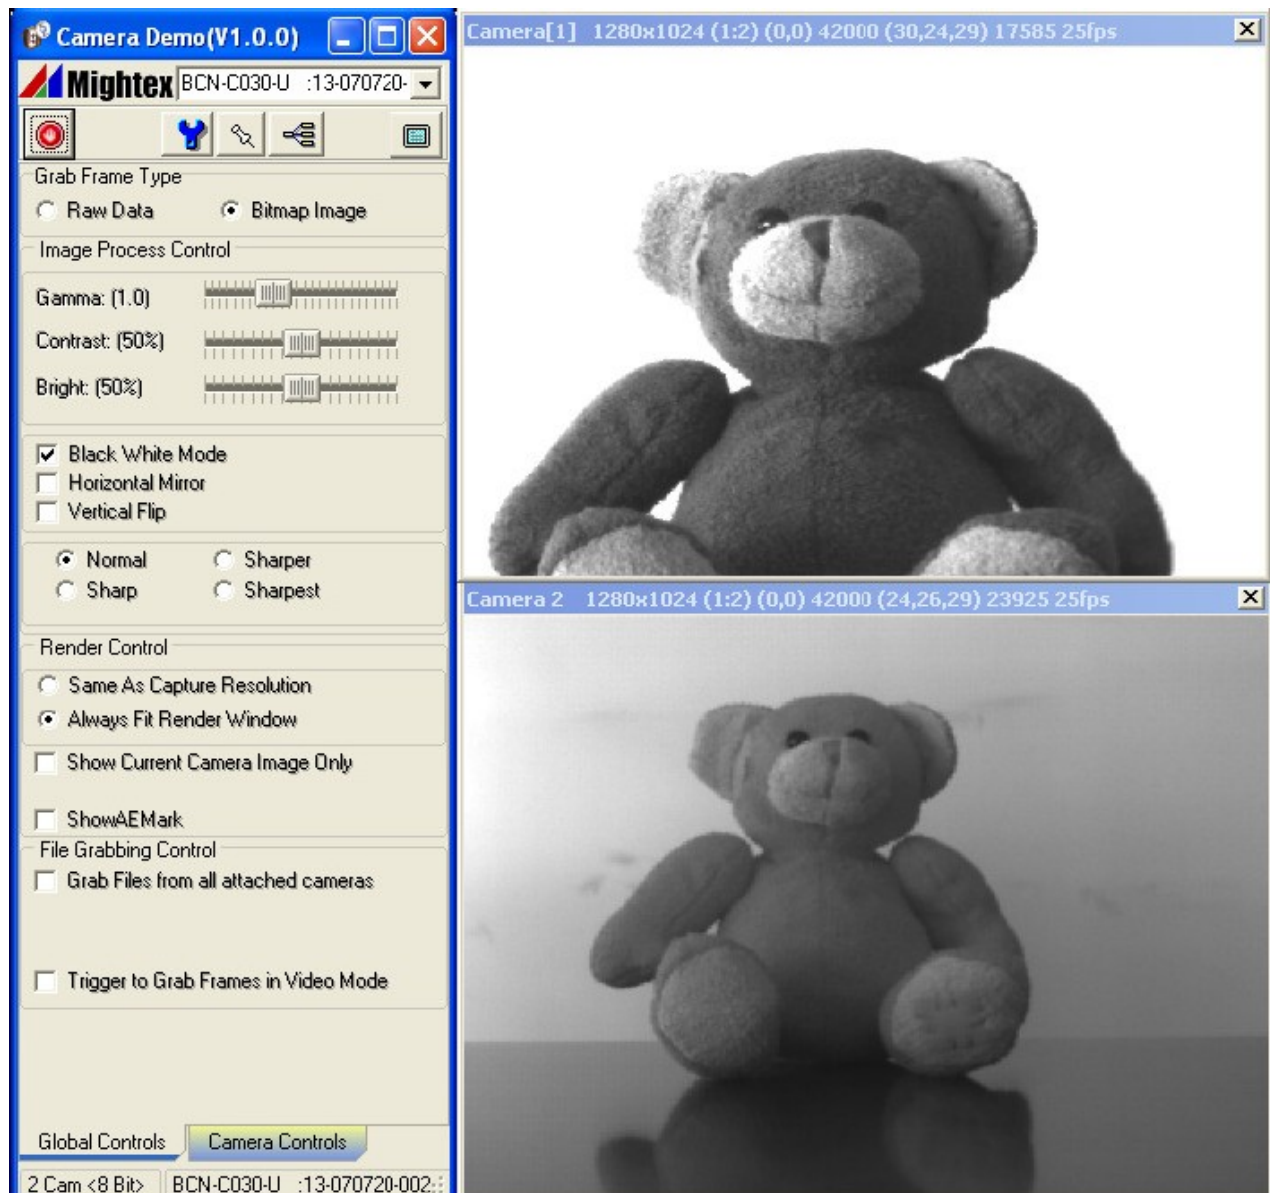 Camera Demo(V1.0.0)
Mightex BCN-C030-U :13-070720-
Grab Frame Type
Raw Data Bitmap Image
Image Process Control
Gamma: (1.0)
Contrast: (50%)
Bright: (50%)
Black White Mode
Horizontal Mirror
Vertical Flip
Normal Sharper
Sharp Sharpest
Render Control
Same As Capture Resolution
Always Fit Render Window
Show Current Camera Image Only
ShowAEMark
File Grabbing Control
Grab Files from all attached cameras
Trigger to Grab Frames in Video Mode
Global Controls Camera Controls
2 Cam <8 Bit> BCN-C030-U :13-070720-002
Camera[1] 1280x1024 (1:2) (0,0) 42000 (30,24,29) 17585 25fps
Camera 2 1280x1024 (1:2) (0,0) 42000 (24,26,29) 23925 25fps